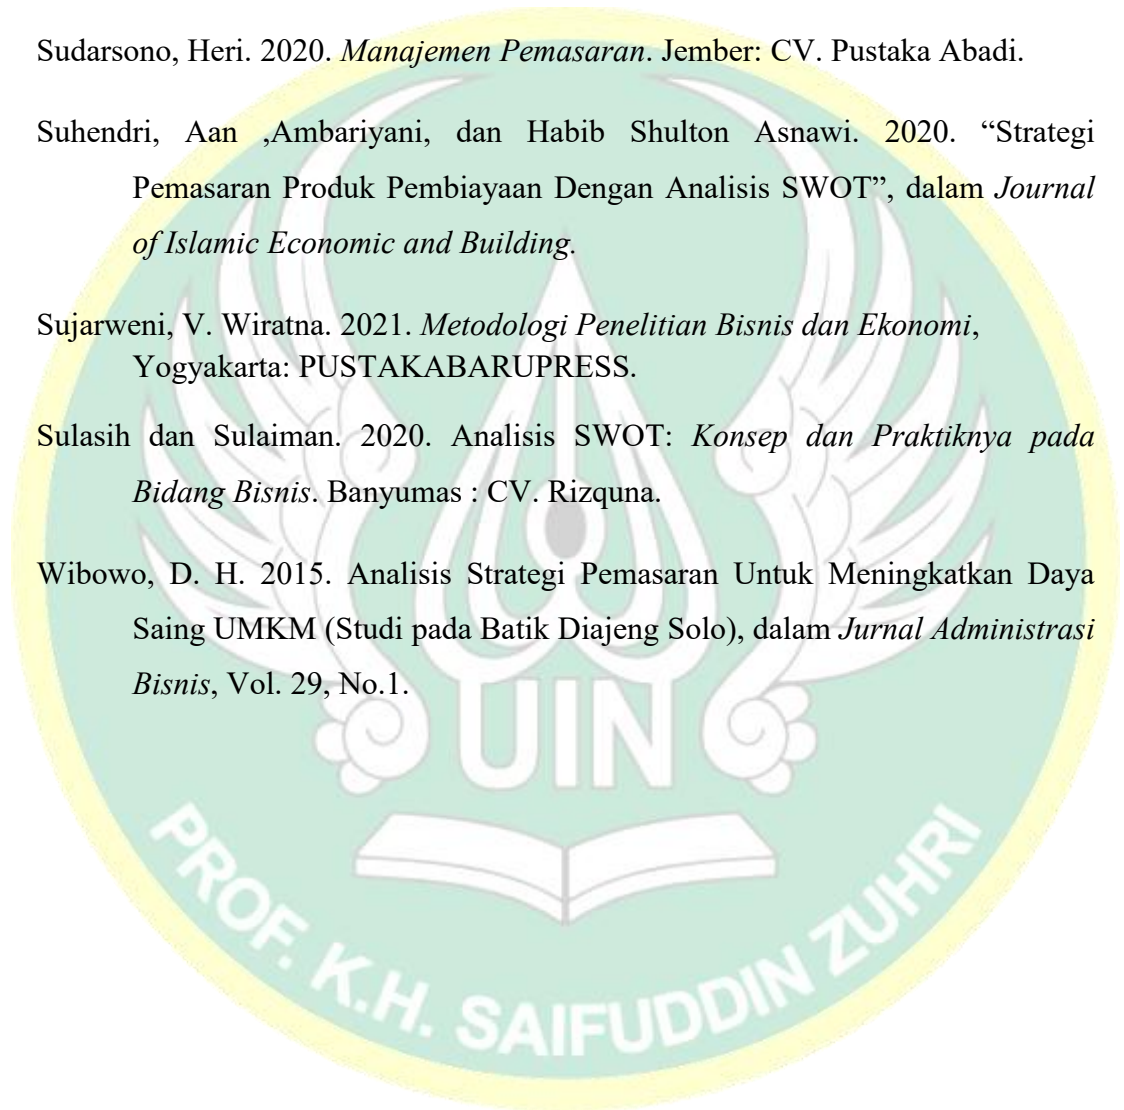 Sudarsono, Heri. 2020. Manajemen Pemasaran. Jember: CV. Pustaka Abadi.
Suhendri, Aan ,Ambariyani, dan Habib Shulton Asnawi. 2020. “Strategi
Pemasaran Produk Pembiayaan Dengan Analisis SWOT”, dalam Journal
of Islamic Economic and Building.
Sujarweni, V. Wiratna. 2021. Metodologi Penelitian Bisnis dan Ekonomi,
Yogyakarta: PUSTAKABARUPRESS.
Sulasih dan Sulaiman. 2020. Analisis SWOT: Konsep dan Praktiknya pada
Bidang Bisnis. Banyumas : CV. Rizquna.
Wibowo, D. H. 2015. Analisis Strategi Pemasaran Untuk Meningkatkan Daya
Saing UMKM (Studi pada Batik Diajeng Solo), dalam Jurnal Administrasi
Bisnis, Vol. 29, No.1.
UIN
PROF. K.H. SAIFUDDIN ZUHRI